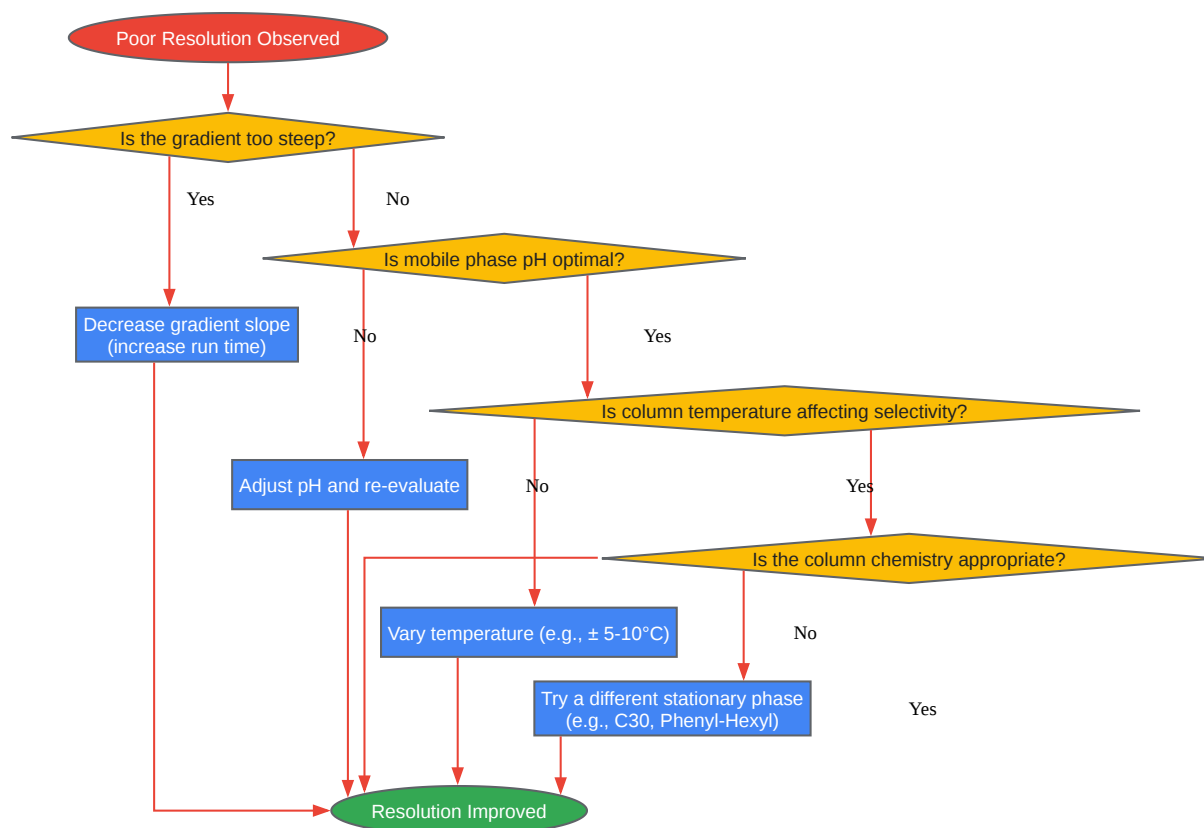 Poor Resolution Observed
Is the gradient too steep?
Yes
No
Is mobile phase pH optimal?
Decrease gradient slope
(increase run time)
No
Yes
Is column temperature affecting selectivity?
Adjust pH and re-evaluate
No
Yes
Is the column chemistry appropriate?
Vary temperature (e.g., ± 5-10°C)
No
Try a different stationary phase
(e.g., C30, Phenyl-Hexyl)
Yes
Resolution Improved